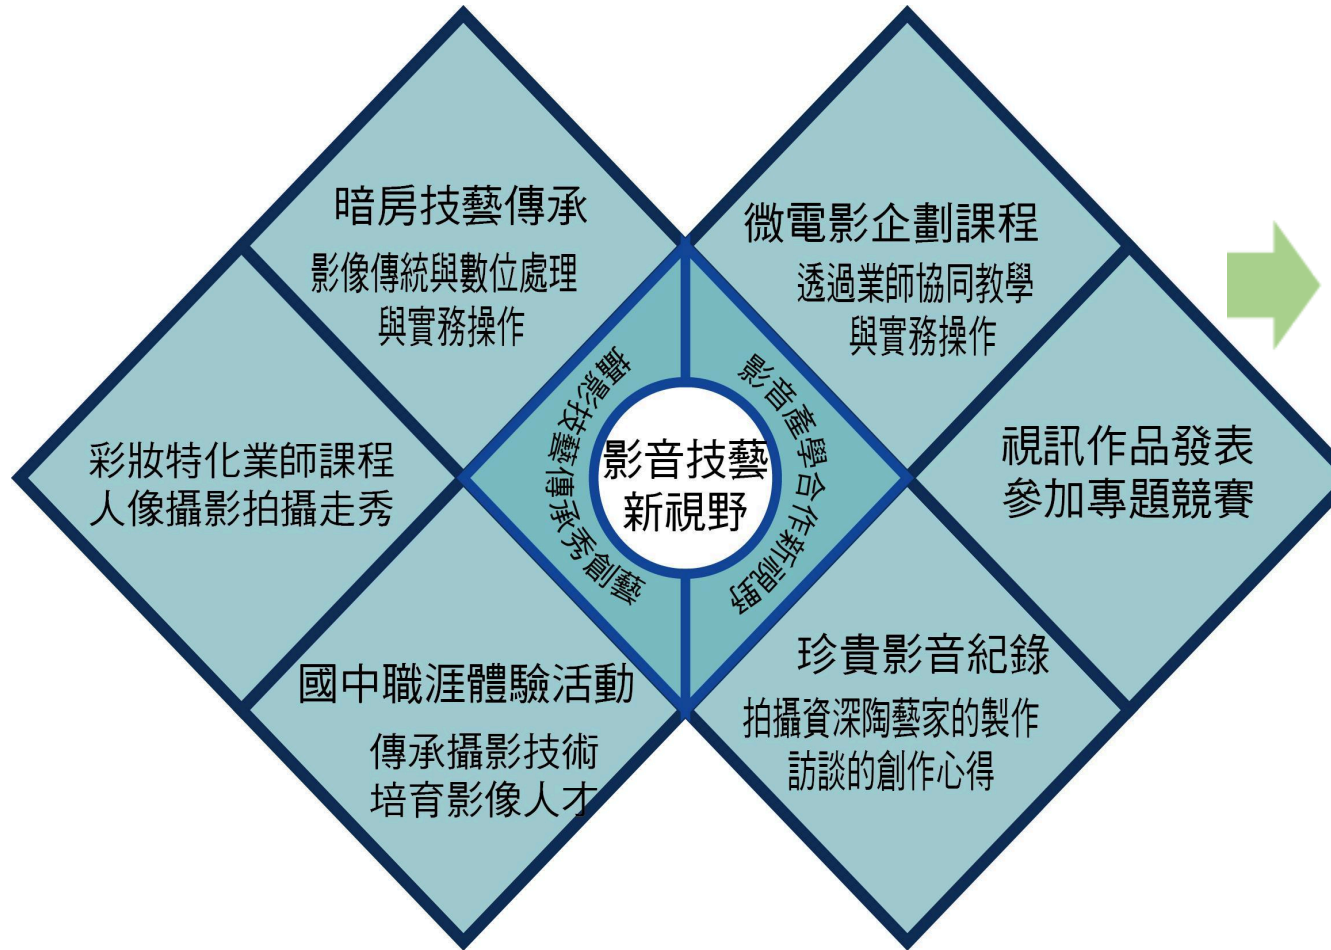 暗房技藝傳承
影像傳統與數位處理
與實務操作
微電影企劃課程
透過業師協同教學
與實務操作
彩妝特化業師課程
人像攝影拍攝走秀
攝影技藝傳承秀創藝
影音技藝
新視野
影音產學合作新視野
視訊作品發表
參加專題競賽
國中職涯體驗活動
傳承攝影技術
培育影像人才
珍貴影音紀錄
拍攝資深陶藝家的製作
訪談的創作心得